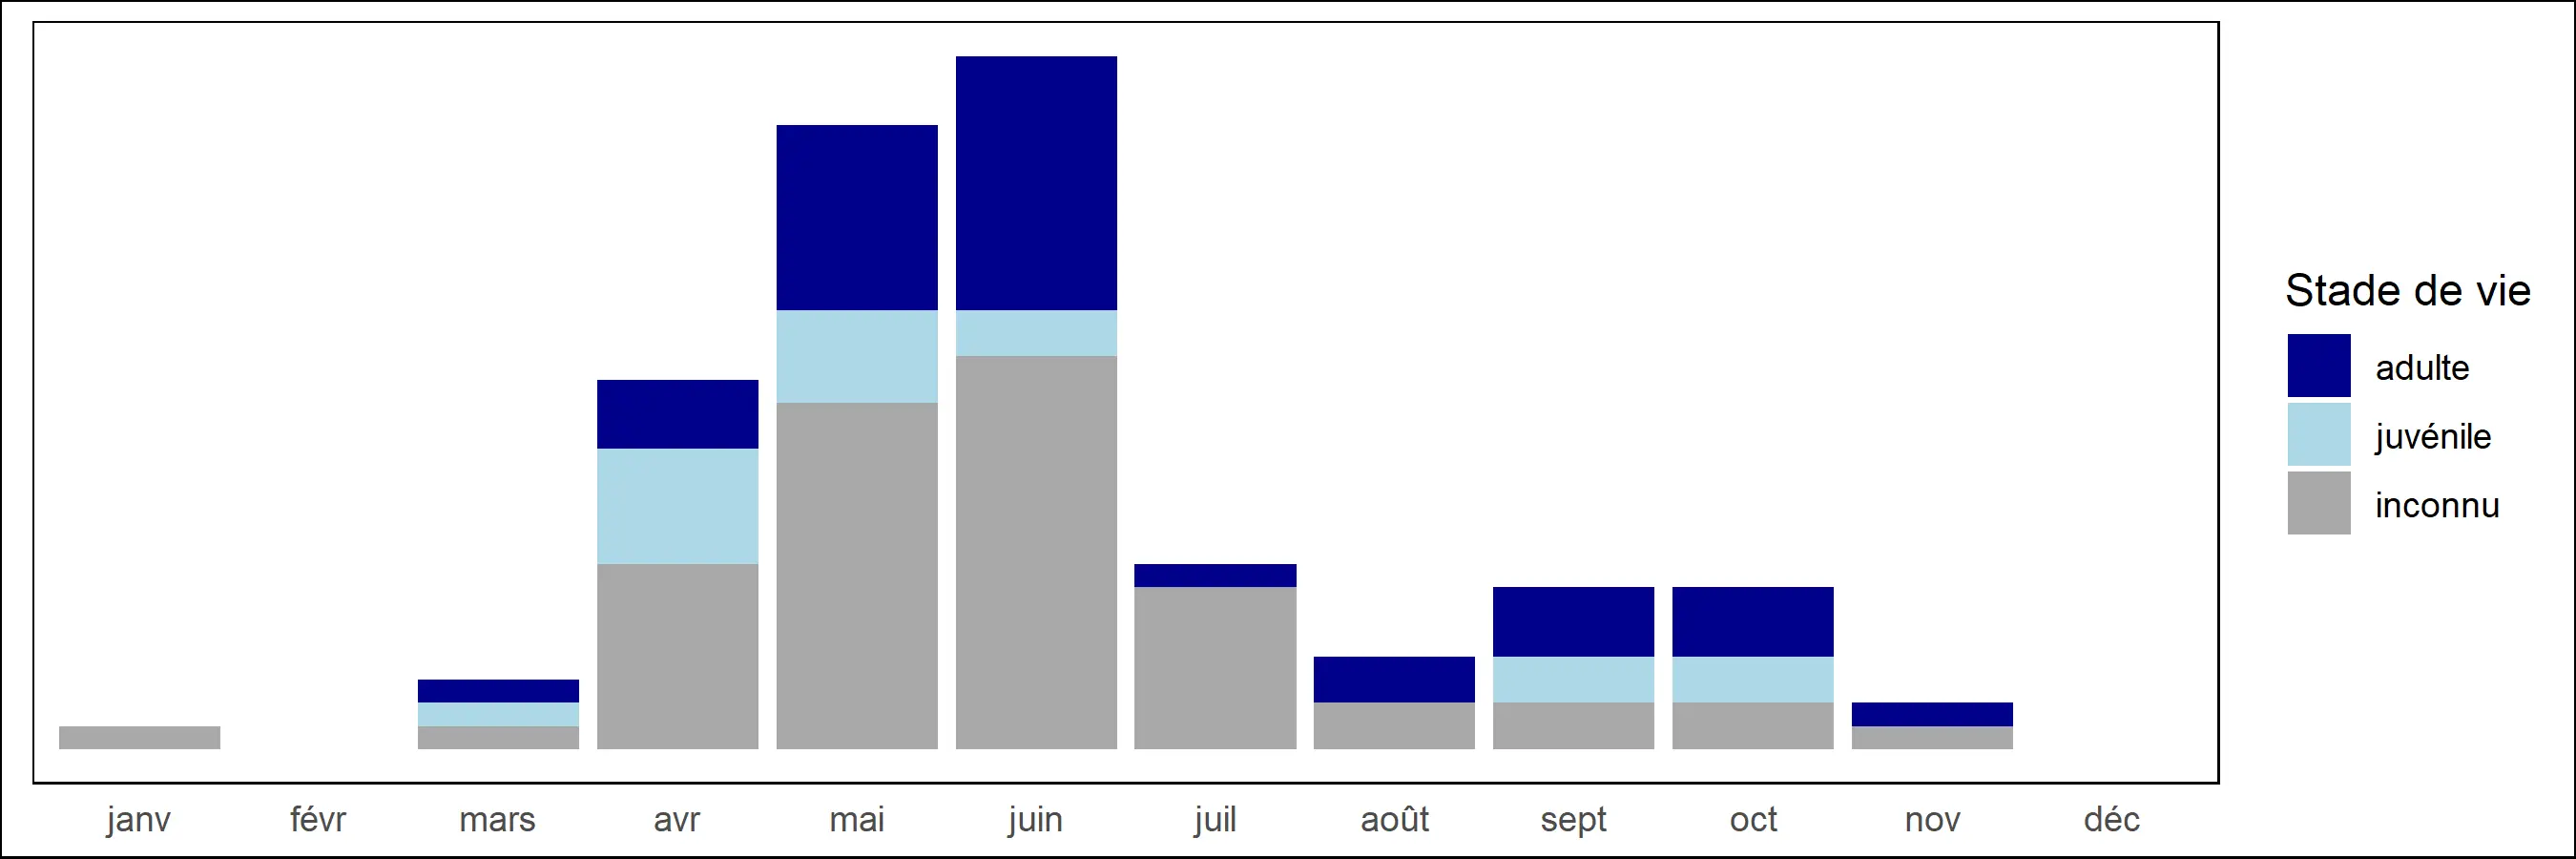 Stade de vie
adulte
juvénile
inconnu
janv févr mars avr mai juin juil août sept oct nov déc